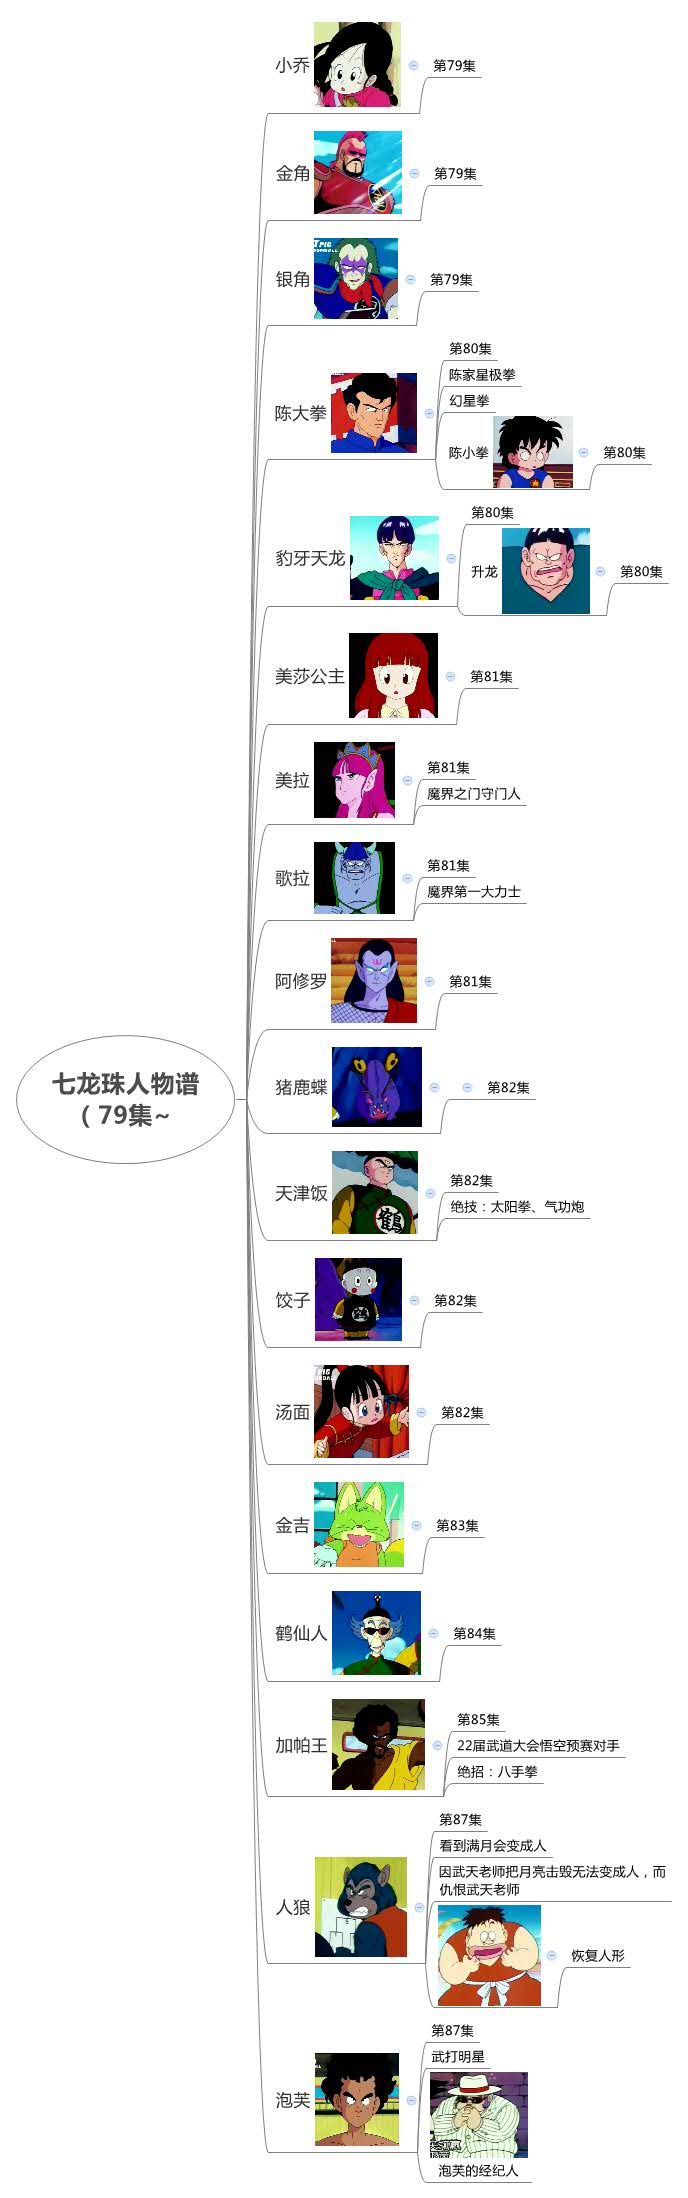 小乔
第79集
金角
第79集
银角
第79集
第80集
陈家星极拳
陈大拳
幻星拳
陈小拳
第80集
第80集
豹牙天龙
升龙
第80集
美莎公主
第81集
美拉
第81集
魔界之门守门人
歌拉
第81集
魔界第一大力士
阿修罗
第81集
七龙珠人物谱
（79集~
猪鹿蝶
第82集
天津饭
第82集
绝技：太阳拳、气功炮
鶴
饺子
第82集
汤面
第82集
金吉
第83集
鹤仙人
第84集
第85集
加帕王
22届武道大会悟空预赛对手
绝招：八手拳
第87集
看到满月会变成人
因武天老师把月亮击毁无法变成人，而
仇恨武天老师
人狼
恢复人形
第87集
武打明星
泡芙
泡芙的经纪人